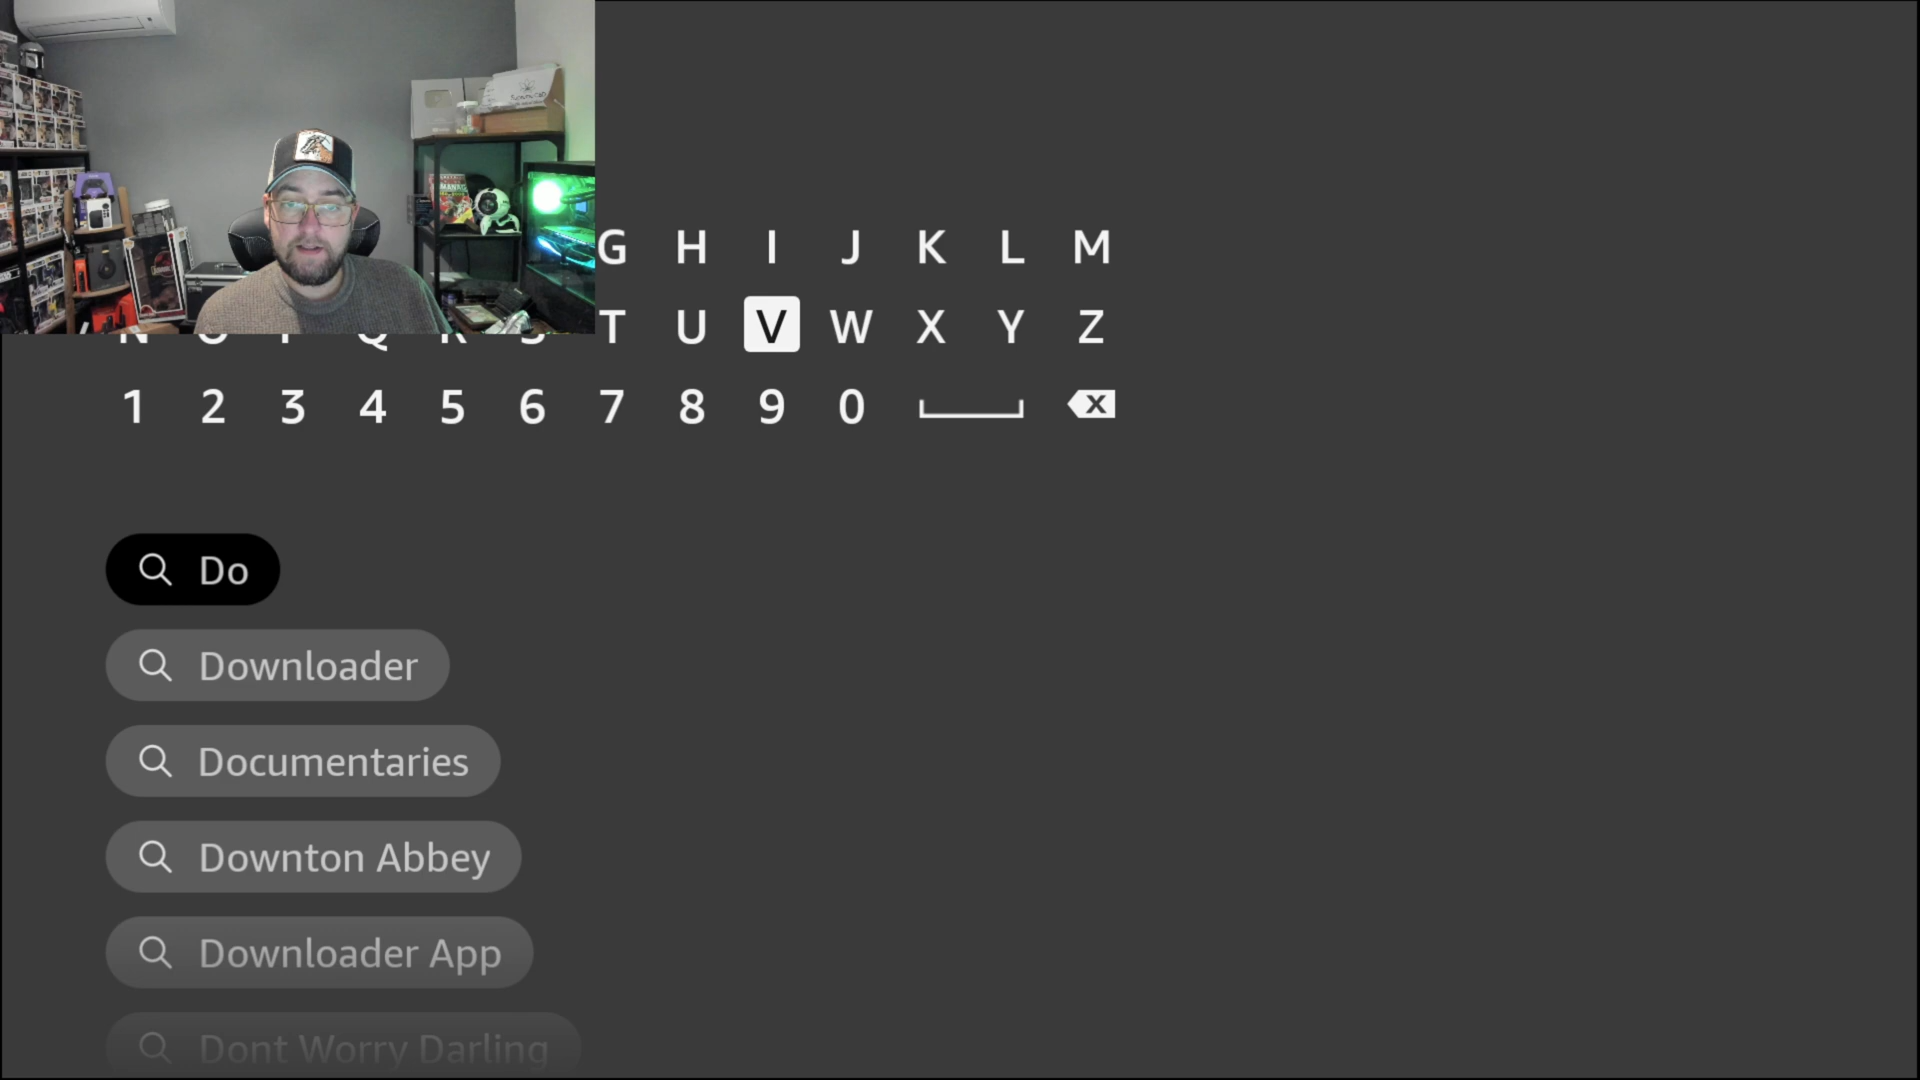 G H I J K L M
N O P Q R S T U V W X Y Z
1 2 3 4 5 6 7 8 9 0
Do
Downloader
Documentaries
Downton Abbey
Downloader App
Dont Worry Darling